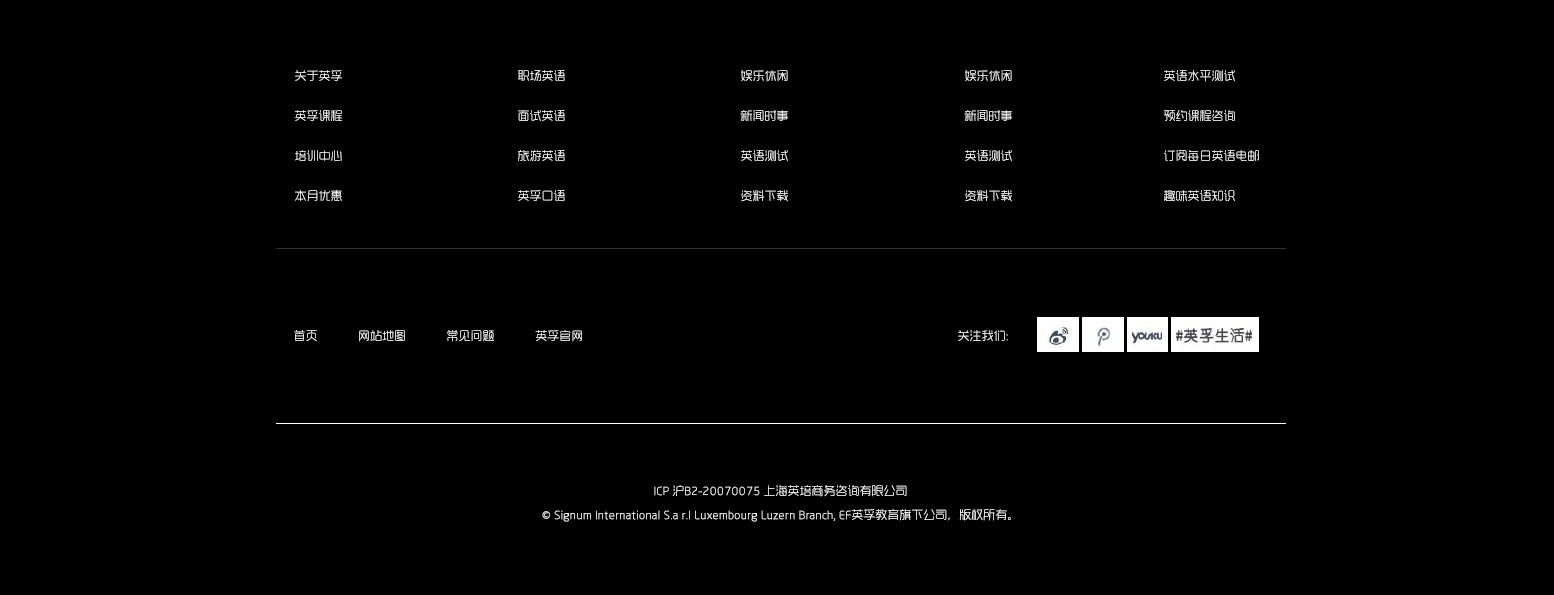 关于英孚 职场英语 娱乐休闲 娱乐休闲 英语水平测试
英孚课程 面试英语 新闻时事 新闻时事 预约课程咨询
培训中心 旅游英语 英语测试 英语测试 订阅每日英语电邮
本月优惠 英孚口语 资料下载 资料下载 趣味英语知识
首页 网站地图 常见问题 英孚官网 关注我们: YOUKU #英孚生活#
ICP 沪B2-20070075 上海英培商务咨询有限公司
© Signum International S.a r.l Luxembourg Luzern Branch, EF英孚教育旗下公司，版权所有。